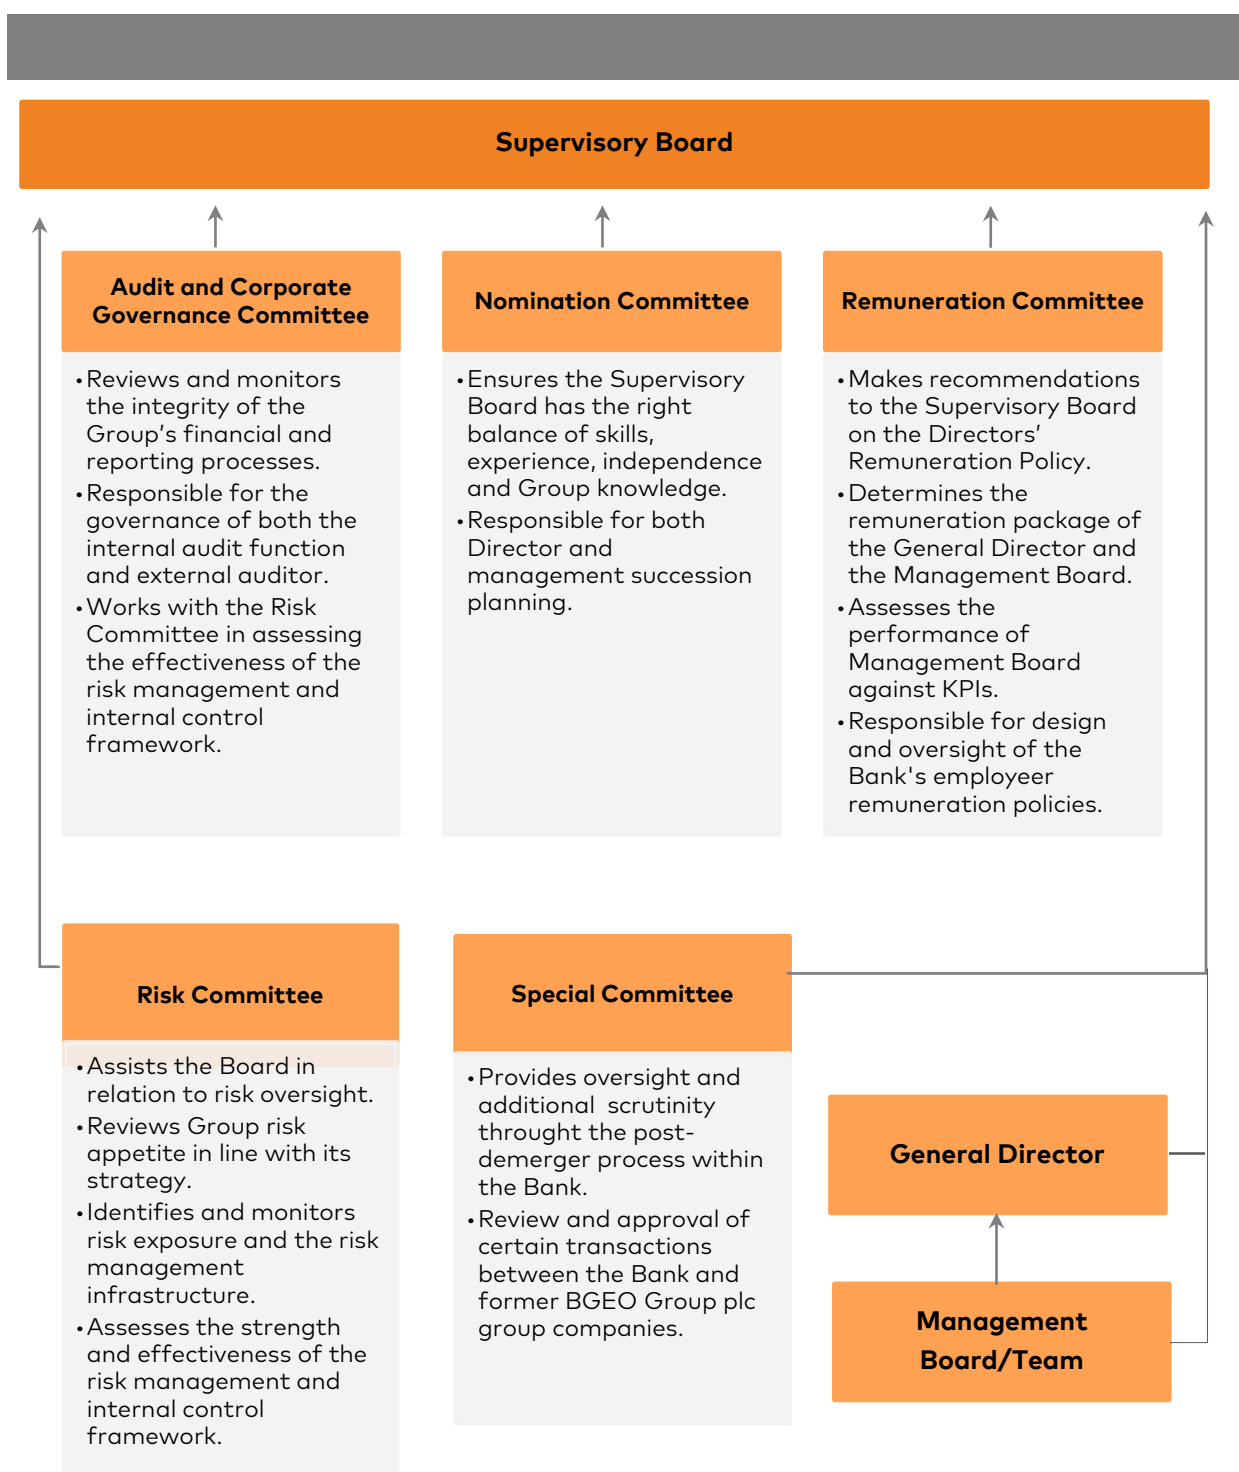 Supervisory Board
Audit and Corporate
Governance Committee
• Reviews and monitors
the integrity of the
Group’s financial and
reporting processes.
• Responsible for the
governance of both the
internal audit function
and external auditor.
• Works with the Risk
Committee in assessing
the effectiveness of the
risk management and
internal control
framework.
Nomination Committee
• Ensures the Supervisory
Board has the right
balance of skills,
experience, independence
and Group knowledge.
• Responsible for both
Director and
management succession
planning.
Remuneration Committee
• Makes recommendations
to the Supervisory Board
on the Directors’
Remuneration Policy.
• Determines the
remuneration package of
the General Director and
the Management Board.
• Assesses the
performance of
Management Board
against KPIs.
• Responsible for design
and oversight of the
Bank's employeer
remuneration policies.
Risk Committee
• Assists the Board in
relation to risk oversight.
• Reviews Group risk
appetite in line with its
strategy.
• Identifies and monitors
risk exposure and the risk
management
infrastructure.
• Assesses the strength
and effectiveness of the
risk management and
internal control
framework.
Special Committee
• Provides oversight and
additional scrutinity
throught the post-
demerger process within
the Bank.
• Review and approval of
certain transactions
between the Bank and
former BGEO Group plc
group companies.
General Director
Management
Board/Team